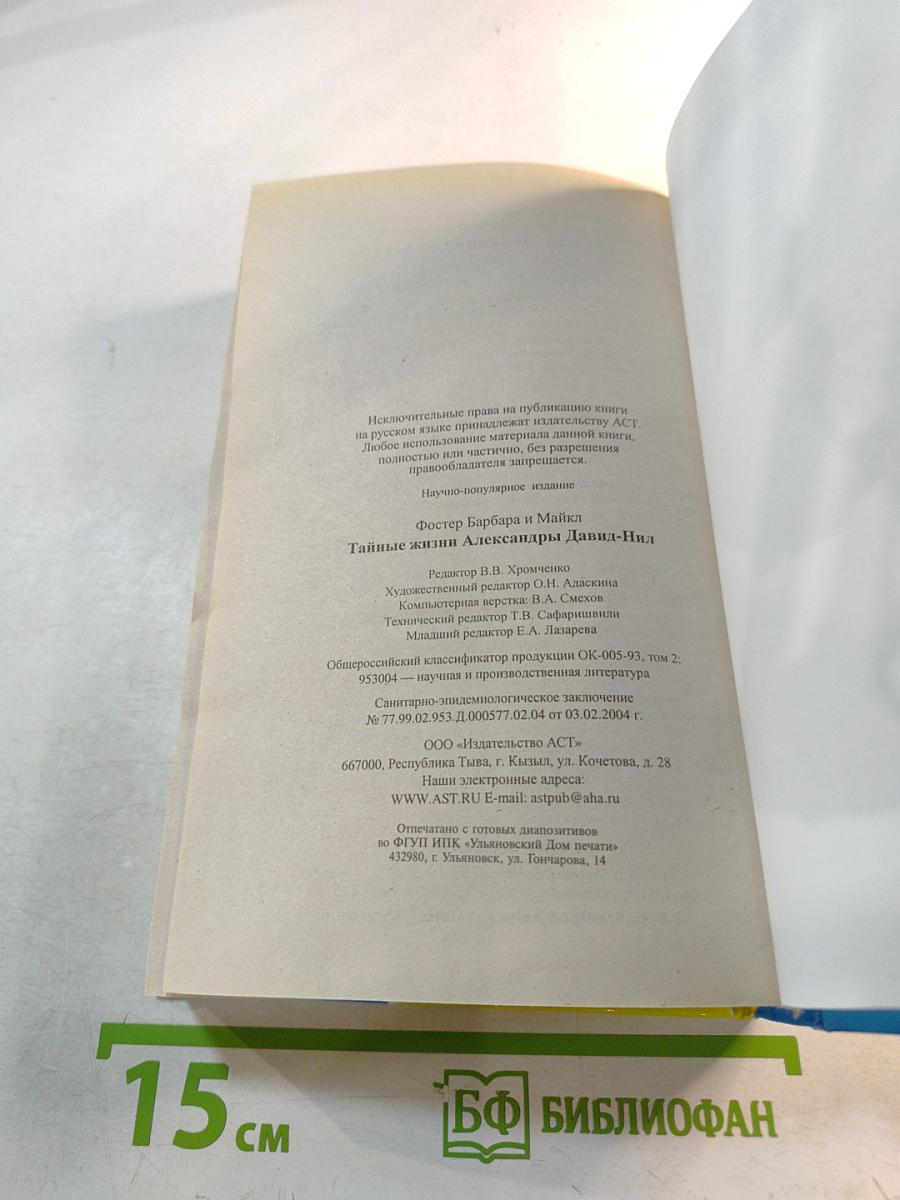 Исключительные права на публикацию книги
на русском языке принадлежат издательству АСТ.
Любое использование материала данной книги,
полностью или частично, без разрешения
правообладателя запрещается.
Научно-популярное издание
Фостер Барбара и Майкл
Тайные жизни Александры Давид-Нил
Редактор В.В. Хромченко
Художественный редактор О.Н. Адаскина
Компьютерная верстка: В.А. Смехов
Технический редактор Т.В. Сафаришвили
Младший редактор Е.А. Лазарева
Общероссийский классификатор продукции ОК-005-93, том 2;
953004 — научная и производственная литература
Санитарно-эпидемиологическое заключение
№ 77.99.02.953.Д.000577.02.04 от 03.02.2004 г.
ООО «Издательство АСТ»
667000, Республика Тыва, г. Кызыл, ул. Кочетова, д. 28
Наши электронные адреса:
WWW.AST.RU E-mail: astpub@aha.ru
Отпечатано с готовых диапозитивов
во ФГУП ИПК «Ульяновский Дом печати»
432980, г. Ульяновск, ул. Гончарова, 14
15 см
БФ БИБЛИОФАН